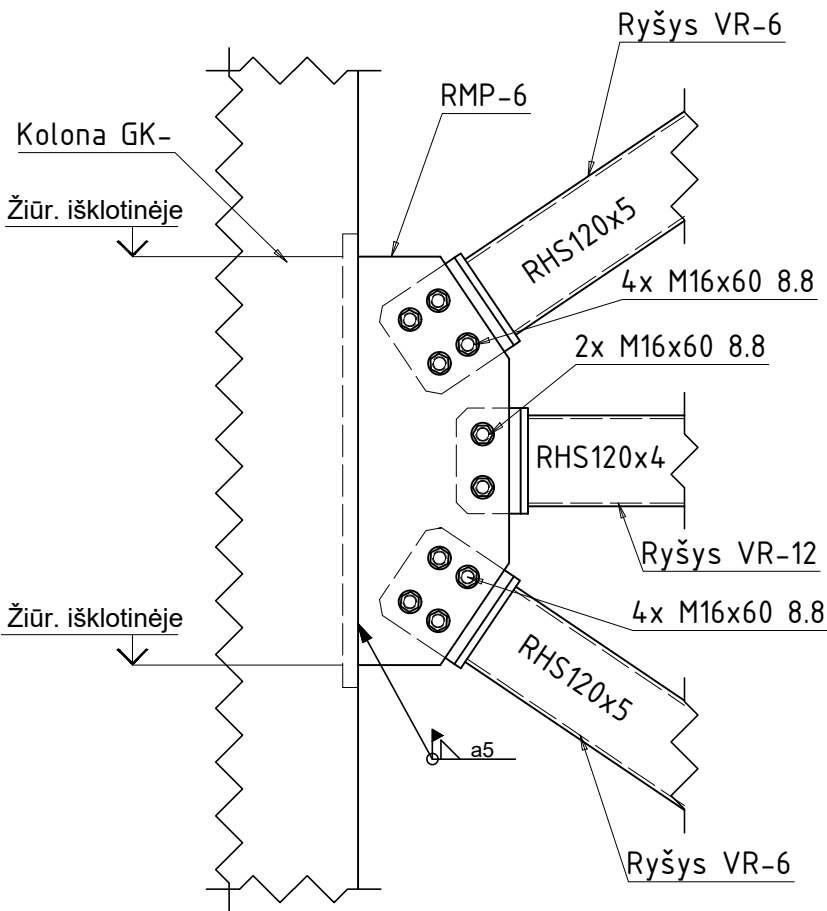 Ryšys VR-6
RMP-6
Kolona GK-
Žiūr. išklotinėje
RHS120x5
4x M16x60 8.8
2x M16x60 8.8
RHS120x4
Ryšys VR-12
Žiūr. išklotinėje
4x M16x60 8.8
RHS120x5
a5
Ryšys VR-6